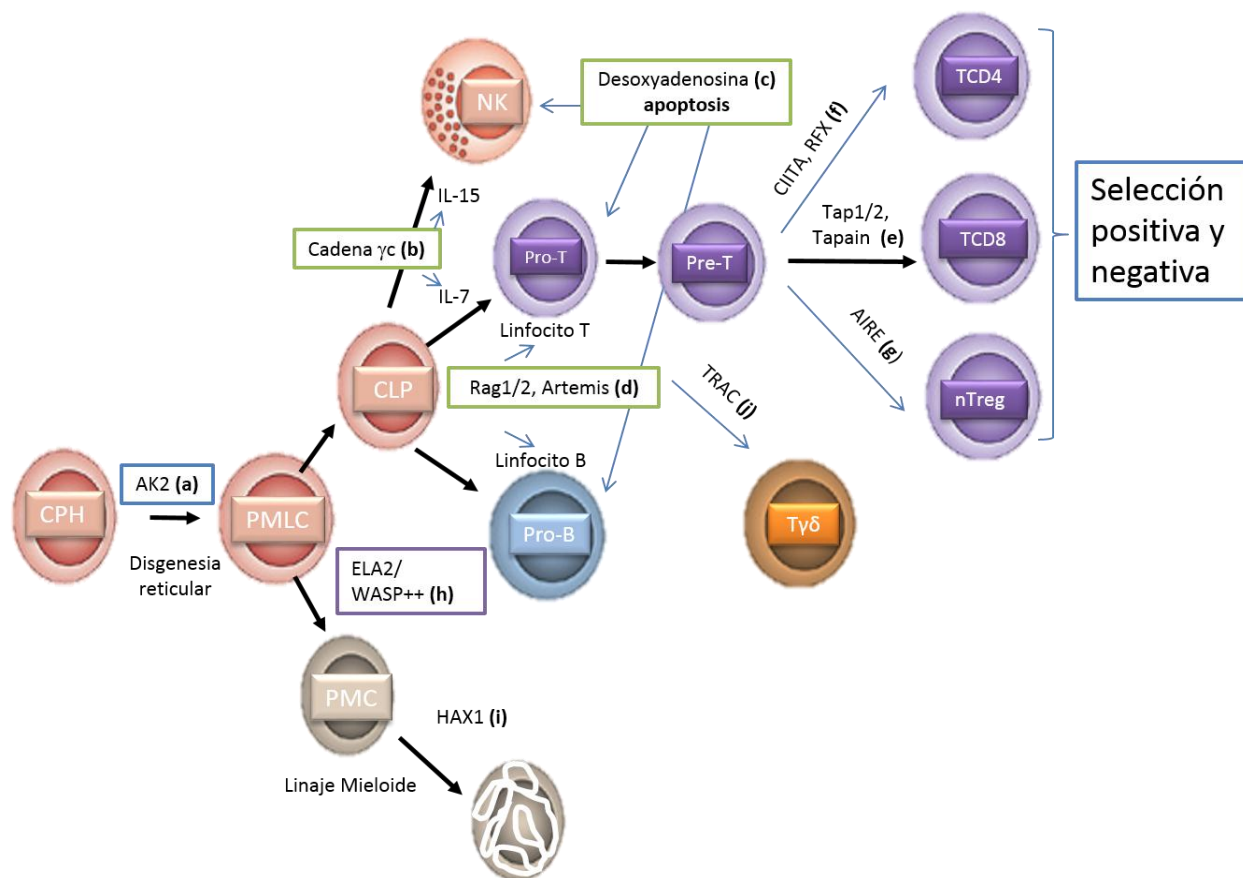 NK
Desoxyadenosina (c)
apoptosis
TCD4
CIITA, RFX (f)
IL-15
Cadena γc (b)
IL-7
Pro-T
Pre-T
Tap1/2,
Tapain (e)
TCD8
Selección
positiva y
negativa
Linfocito T
AIRE (g)
nTreg
CLP
Rag1/2, Artemis (d)
TRAC (j)
Linfocito B
CPH
AK2 (a)
PMLC
Pro-B
Tγδ
Disgenesia
reticular
ELA2/
WASP++ (h)
PMC
HAX1 (i)
Linaje Mieloide